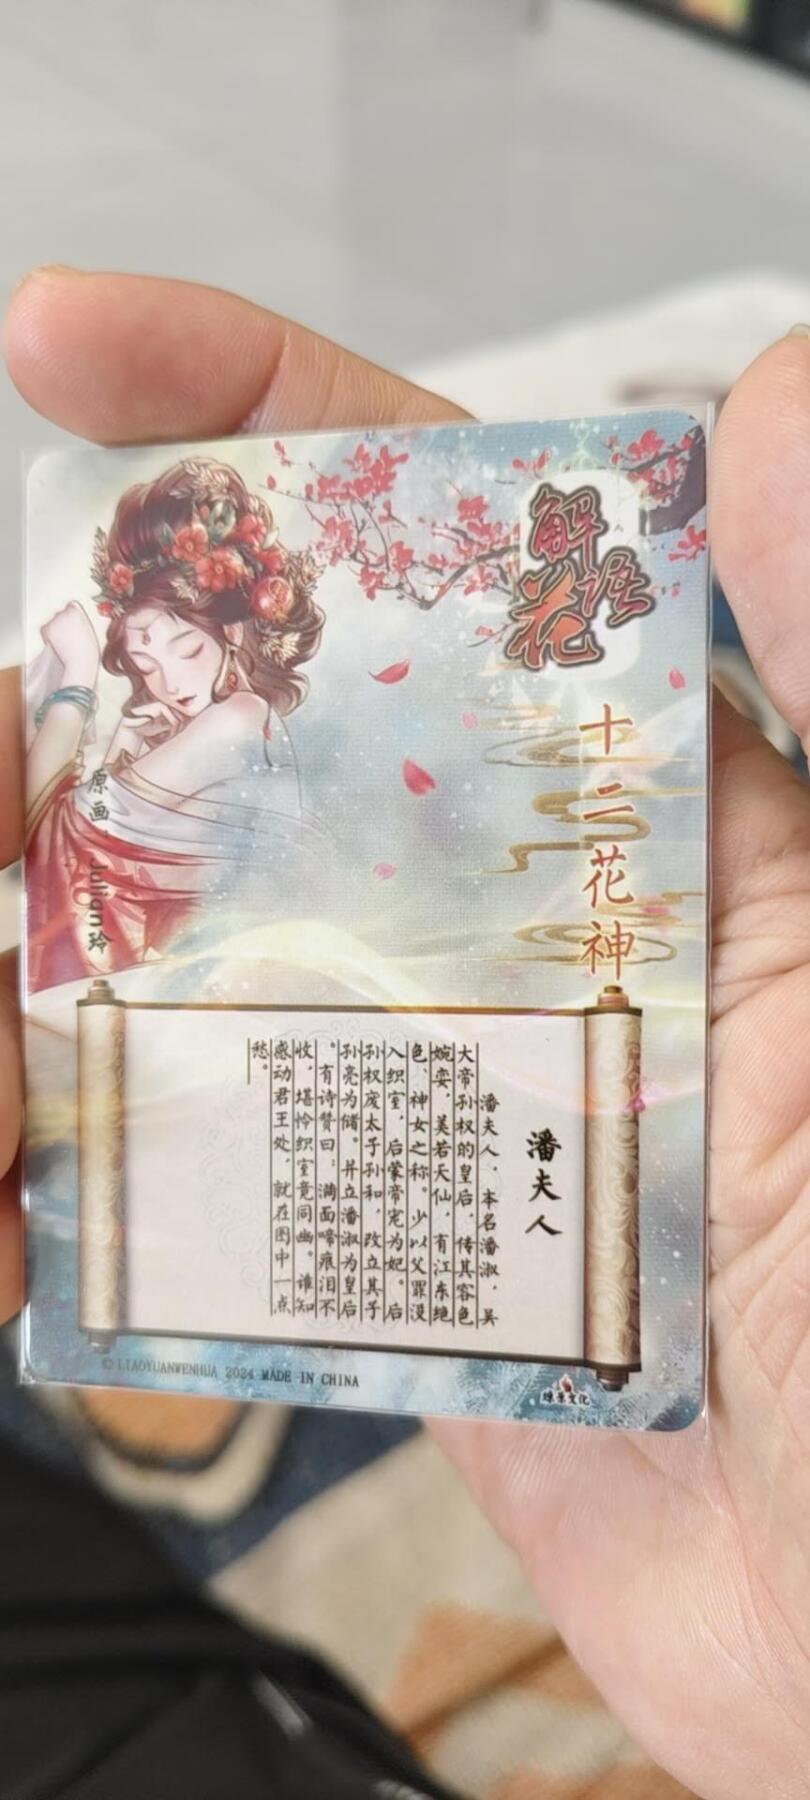 解语花
十二花神
原画：Julian玲
潘夫人
潘夫人，本名潘淑，吴
大帝孙权的皇后，传其容色
婉娈，美若天仙，有江东绝
色、神女之称。少以父罪没
入织室，后蒙帝宠为妃。后
孙权废太子孙和，改立其子
孙亮为储。并立潘淑为皇后
。有诗赞曰：满面啼痕泪不
收，堪怜织室竟同幽。谁知
感动君王处，就在图中一点
愁。
© LIAOYUANWENHUA 2024 MADE IN CHINA
燎原文化